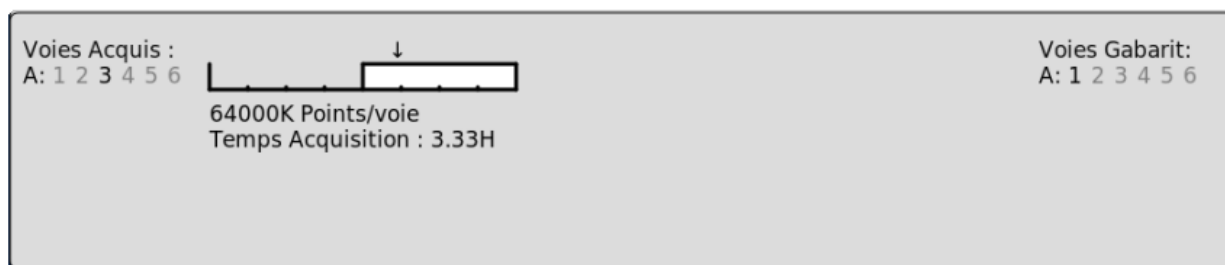 Voies Acquis :
A: 1 2 3 4 5 6
↓
64000K Points/voie
Temps Acquisition : 3.33H
Voies Gabarit:
A: 1 2 3 4 5 6